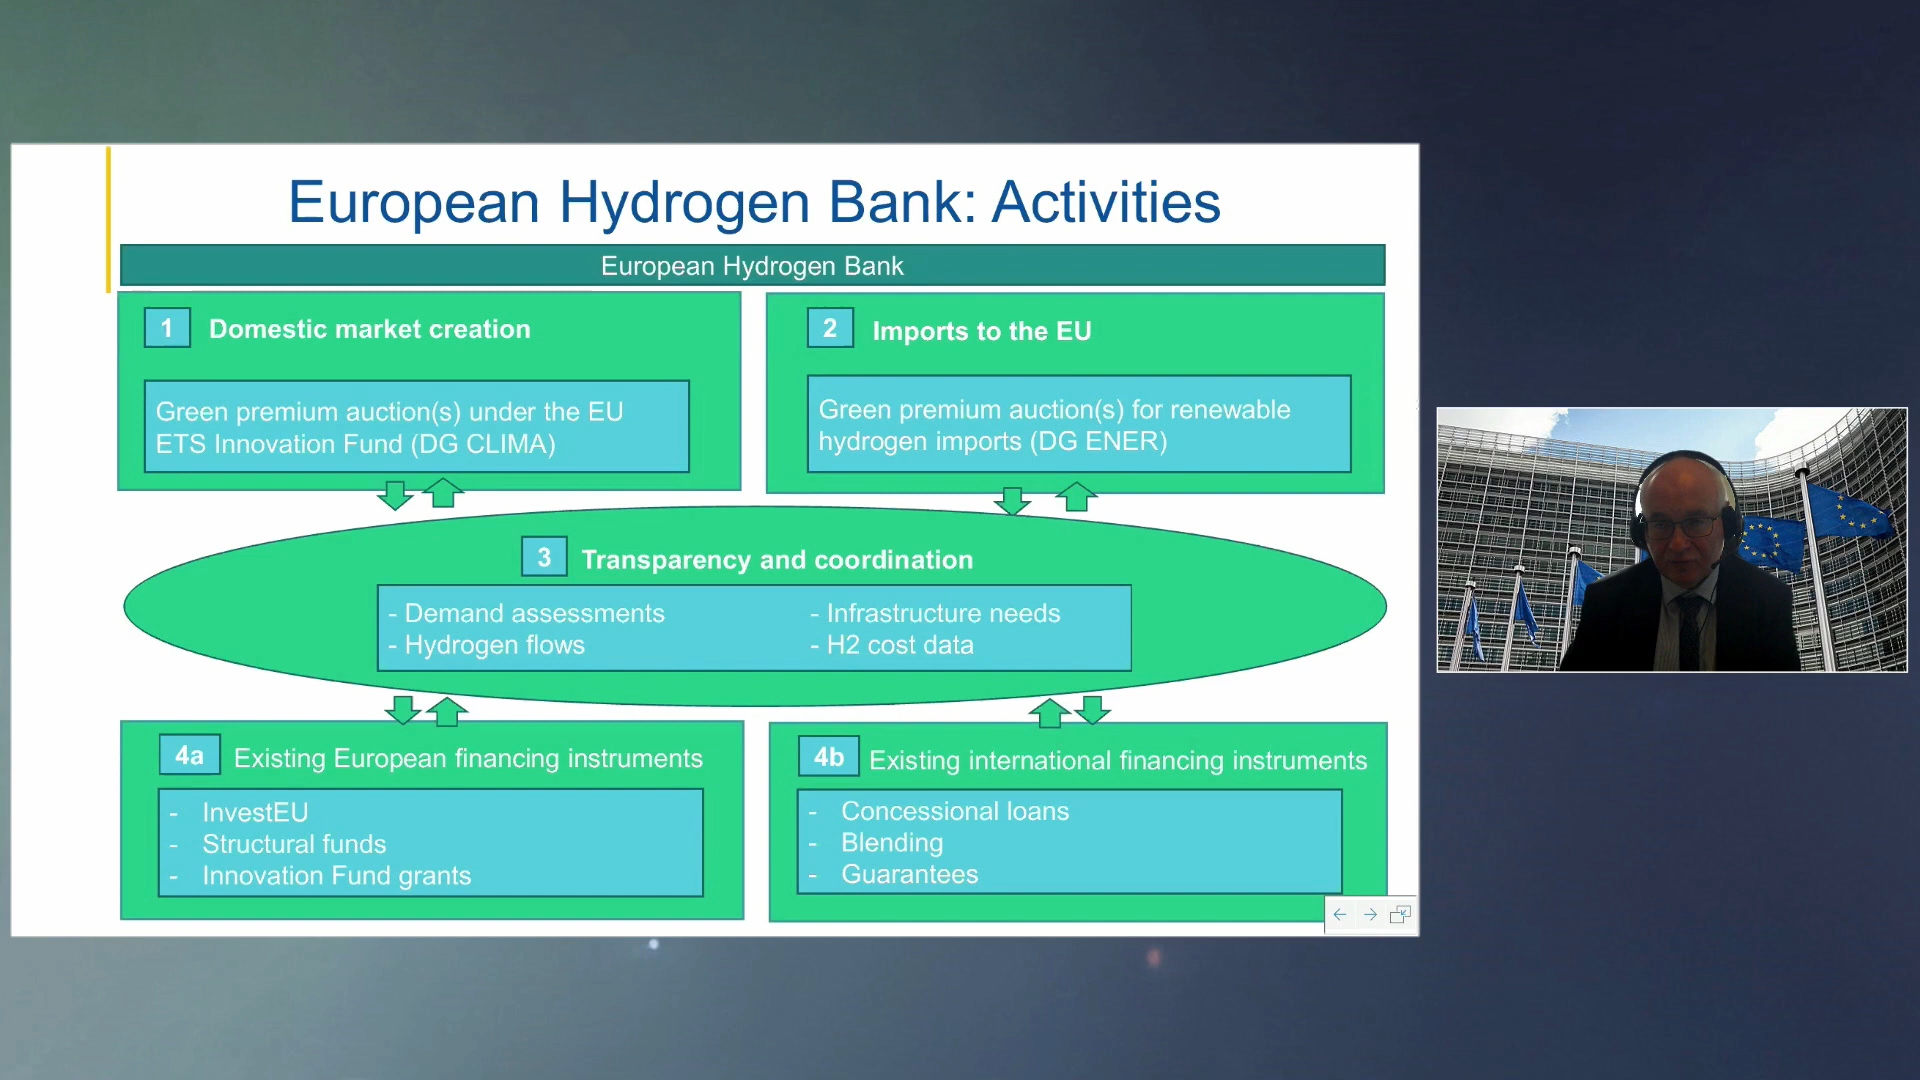 European Hydrogen Bank: Activities
European Hydrogen Bank
1 Domestic market creation
Green premium auction(s) under the EU
ETS Innovation Fund (DG CLIMA)
2 Imports to the EU
Green premium auction(s) for renewable
hydrogen imports (DG ENER)
3 Transparency and coordination
- Demand assessments
- Hydrogen flows
- Infrastructure needs
- H2 cost data
4a Existing European financing instruments
- InvestEU
- Structural funds
- Innovation Fund grants
4b Existing international financing instruments
- Concessional loans
- Blending
- Guarantees